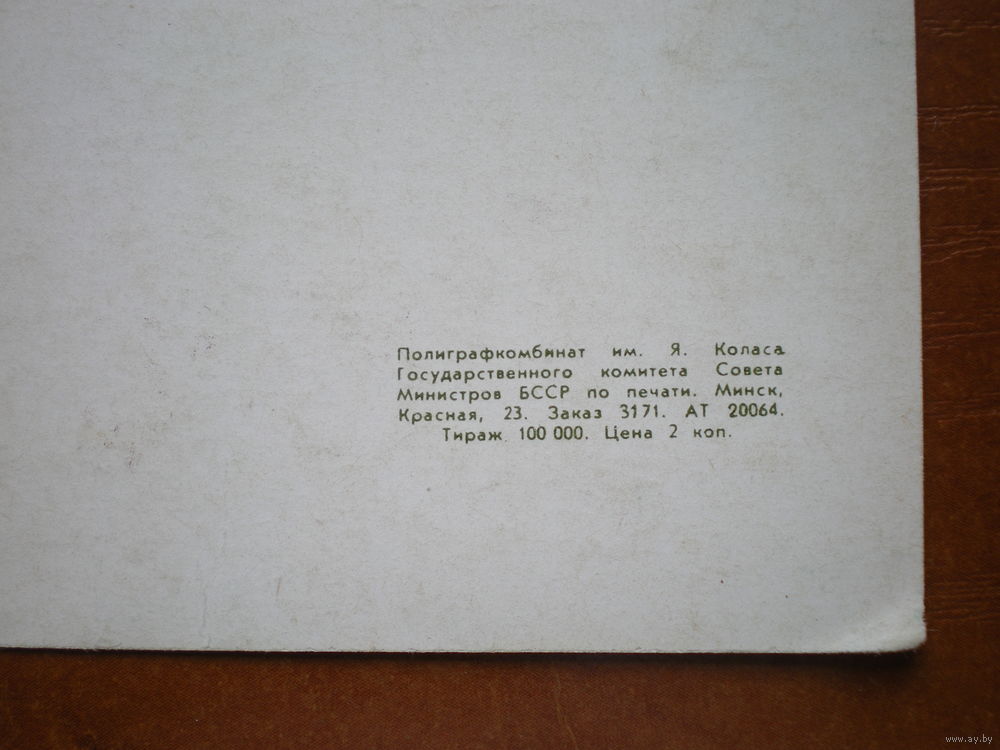 Полиграфкомбинат им. Я. Коласа
Государственного комитета Совета
Министров БССР по печати. Минск,
Красная, 23. Заказ 3171. АТ 20064.
Тираж 100 000. Цена 2 коп.
www.ay.by